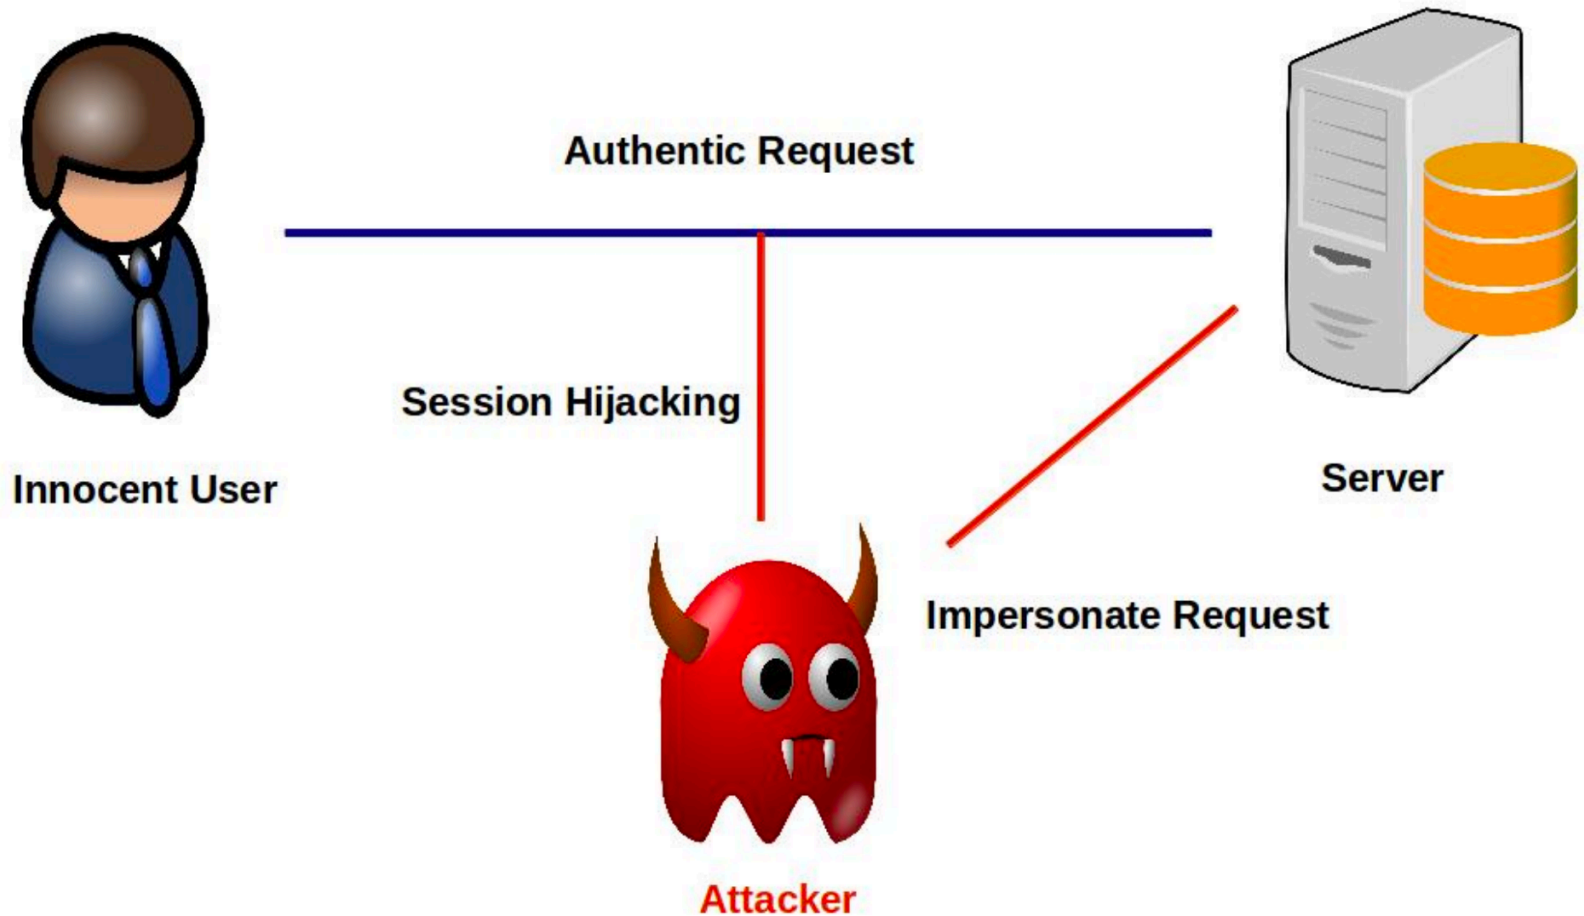 Authentic Request
Session Hijacking
Innocent User
Server
Impersonate Request
Attacker